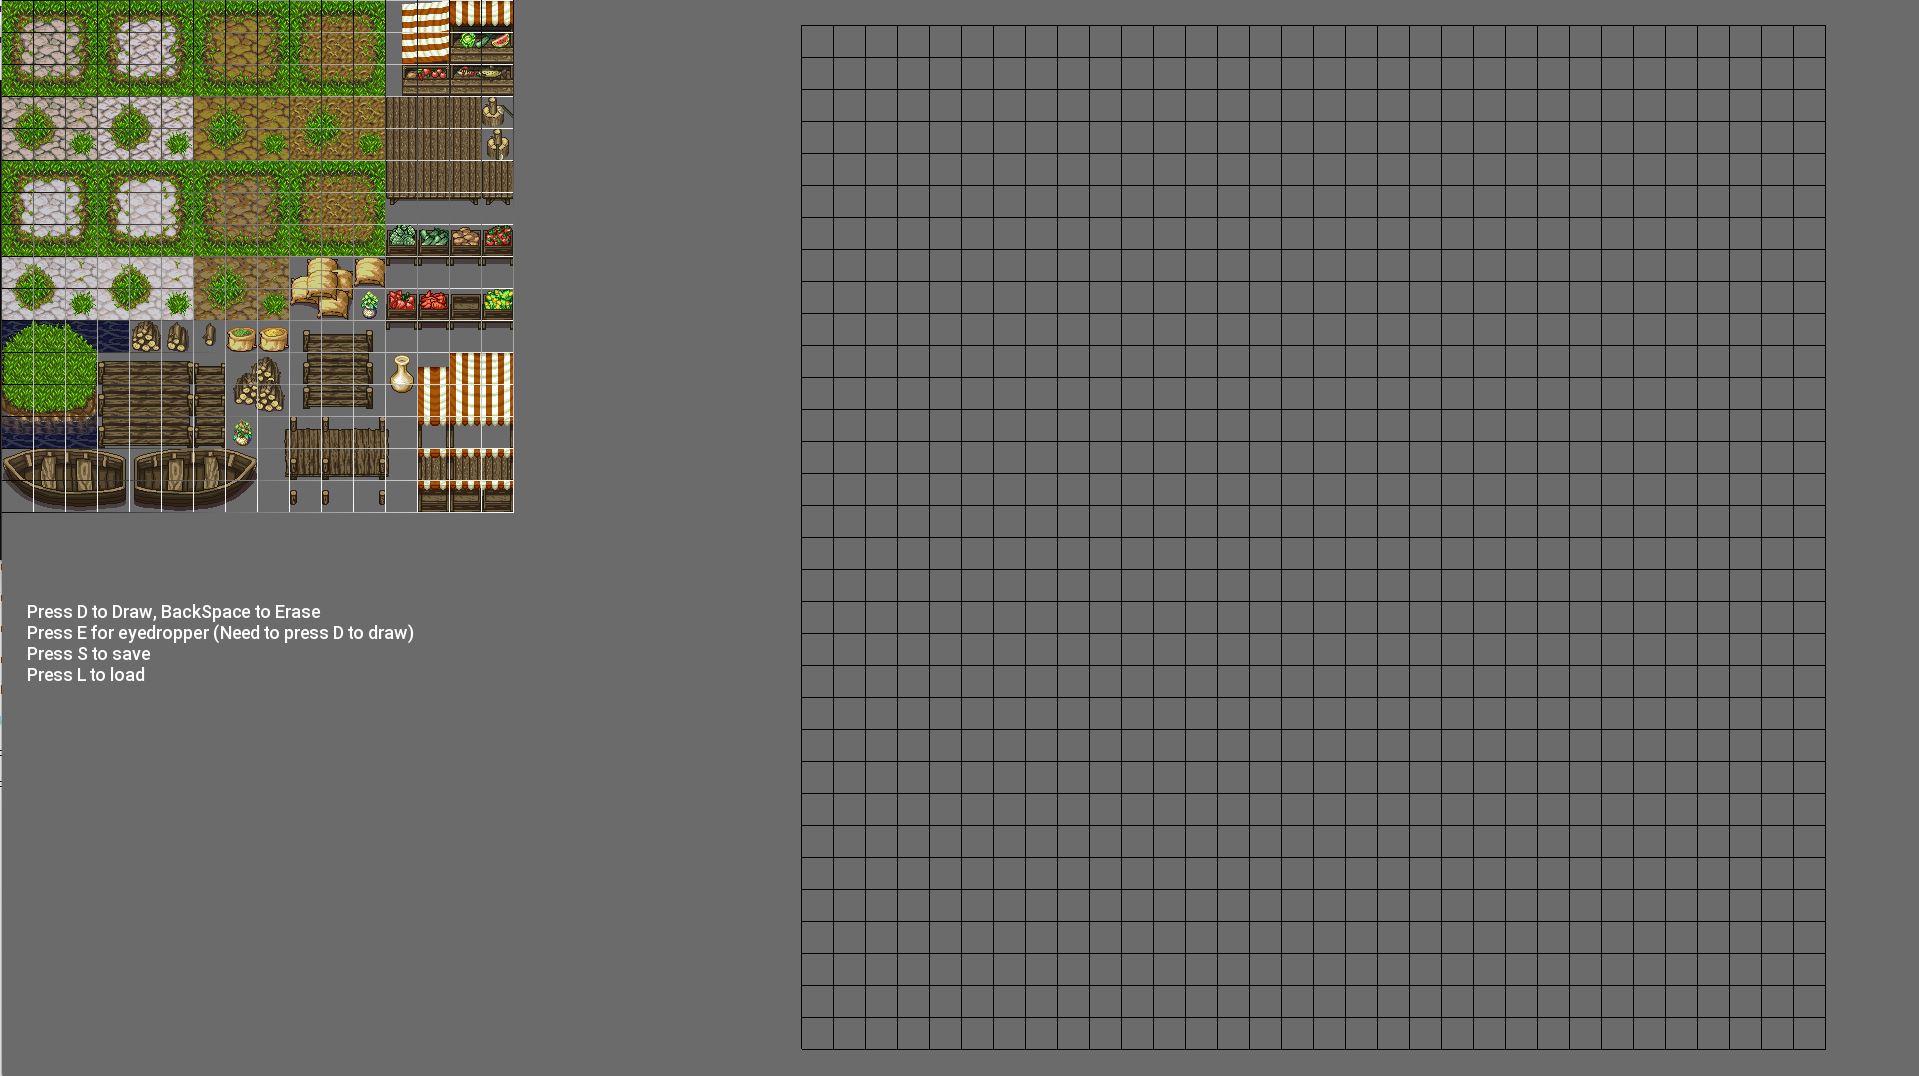 Press D to Draw, BackSpace to Erase
Press E for eyedropper (Need to press D to draw)
Press S to save
Press L to load